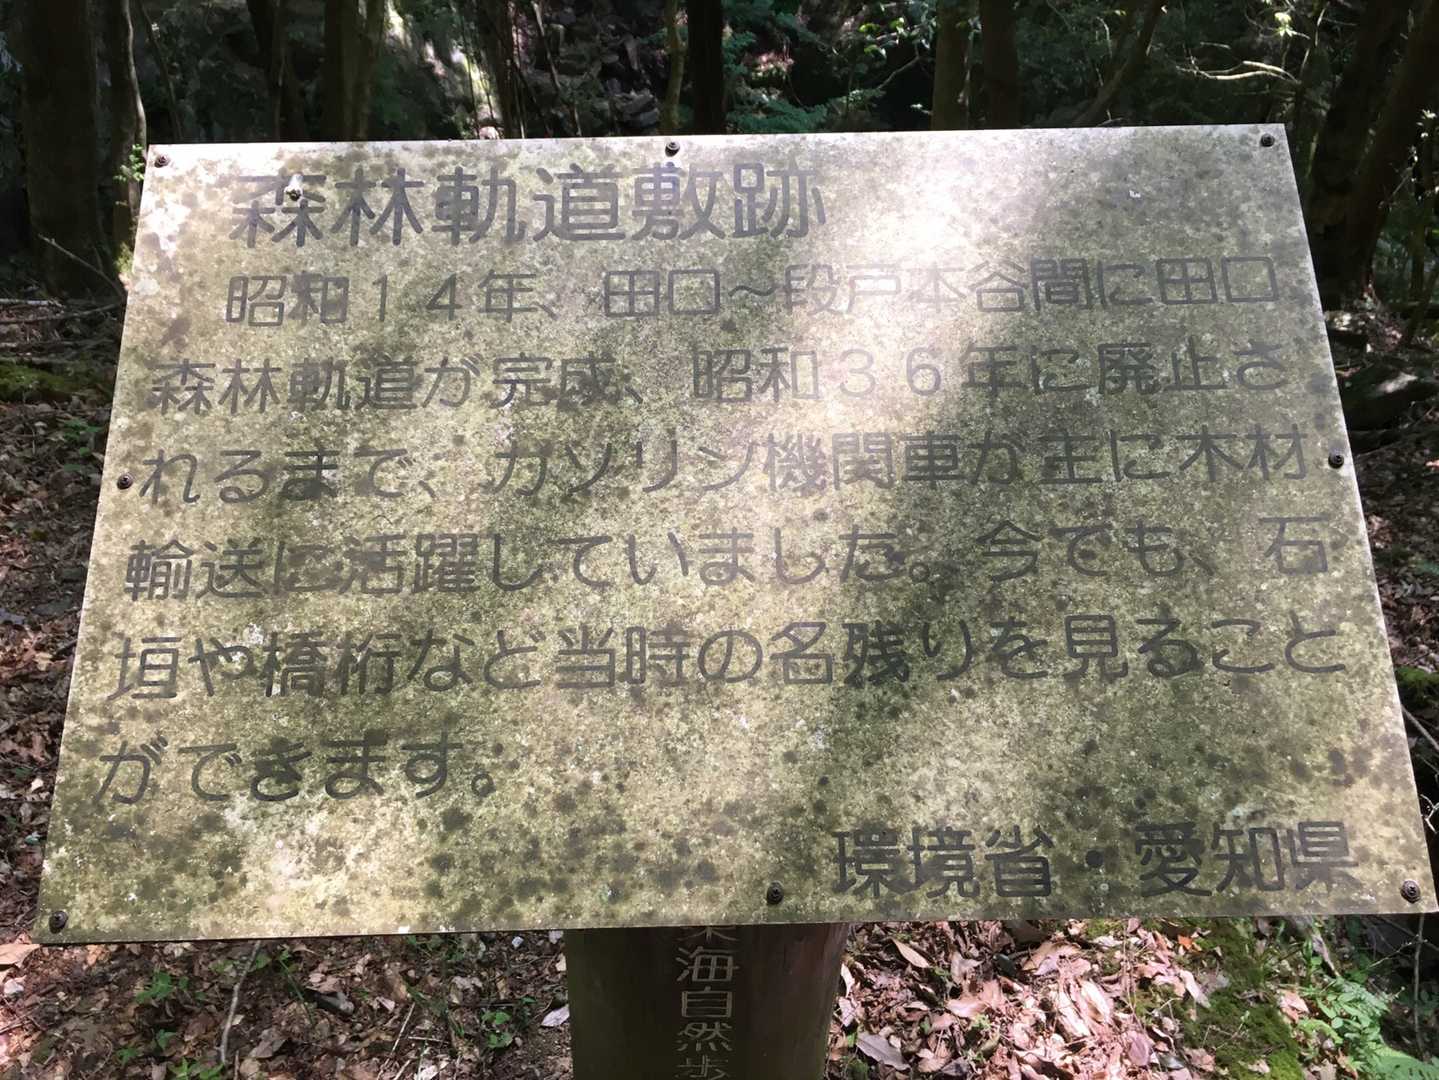 森林軌道敷跡
昭和１４年、田口～段戸本谷間に田口
森林軌道が完成、昭和３６年に廃止さ
れるまで、ガソリン機関車が主に木材
輸送に活躍していました。今でも、石
垣や橋桁など当時の名残りを見ること
ができます。
環境省・愛知県
海自然歩